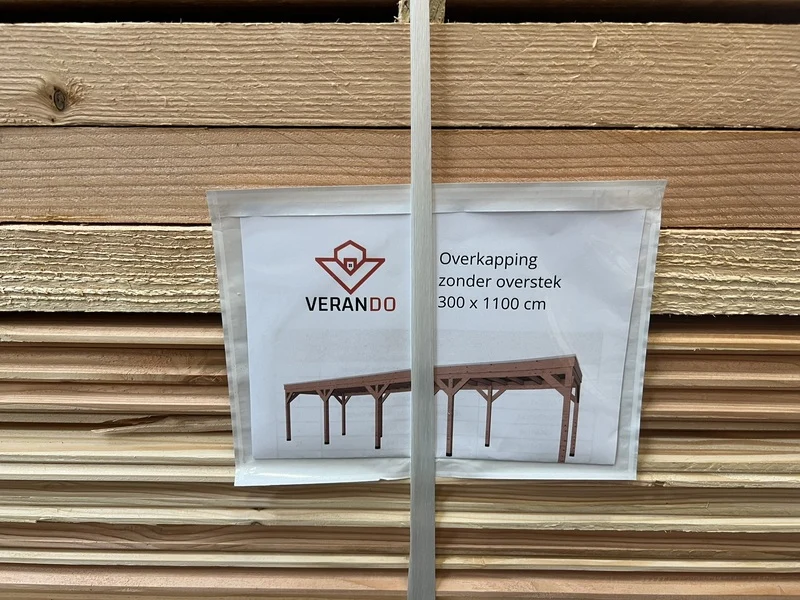 VERANDO
Overkapping
zonder overstek
300 x 1100 cm